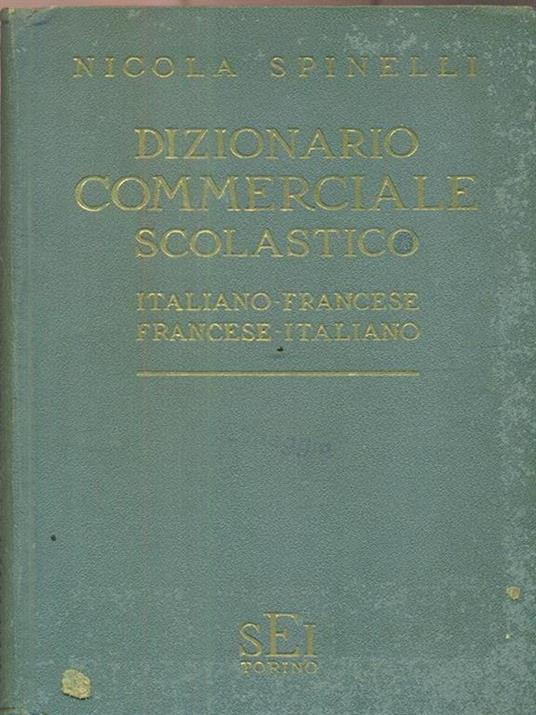 NICOLA SPINELLI
DIZIONARIO
COMMERCIALE
SCOLASTICO
ITALIANO-FRANCESE
FRANCESE-ITALIANO
SEI
TORINO